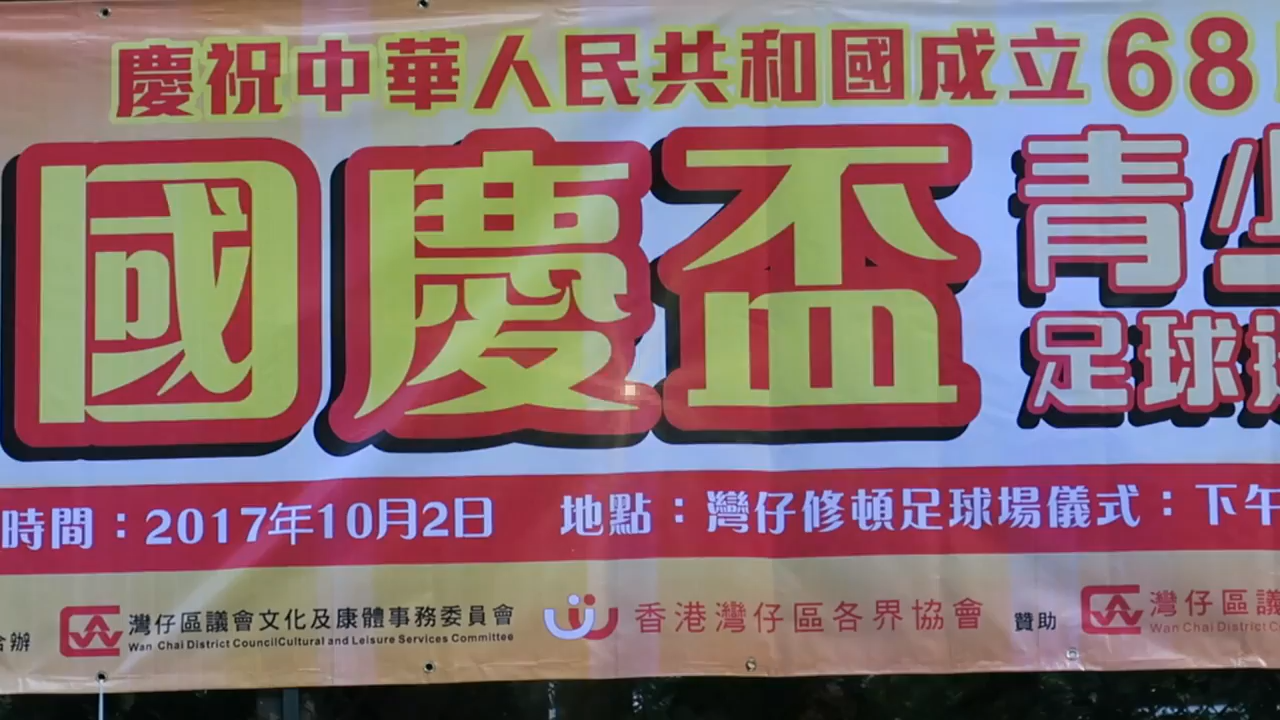 慶祝中華人民共和國成立68
國慶盃 青少
足球
時間：2017年10月2日 地點：灣仔修頓足球場 儀式：下午
合辦 灣仔區議會文化及康體事務委員會 香港灣仔區各界協會 贊助 灣仔區議
Wan Chai District CouncilCultural and Leisure Services Committee Wan Chai District Co